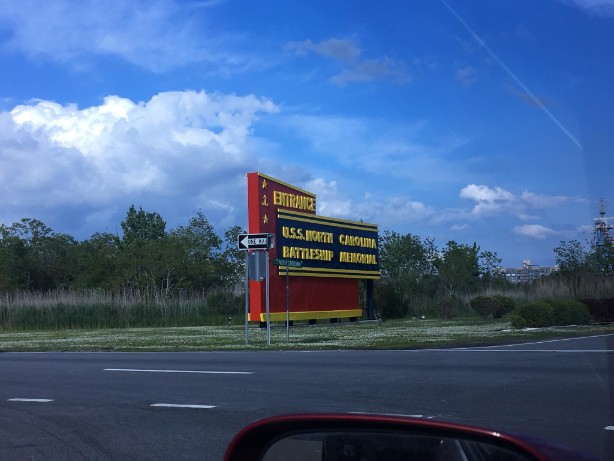 ENTRANCE
U.S.S. NORTH CAROLINA
BATTLESHIP MEMORIAL
ONE WAY